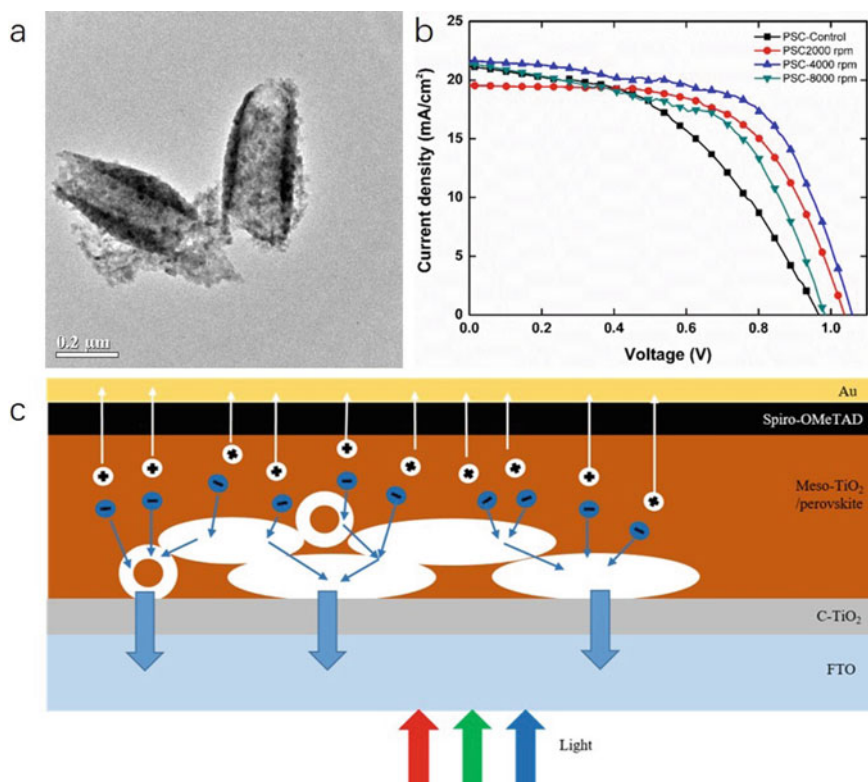 a
0.2 μm
b
25
20
15
10
5
0
0.0
0.2
0.4
0.6
0.8
1.0
Current density (mA/cm²)
Voltage (V)
PSC-Control
PSC2000 rpm
PSC-4000 rpm
PSC-8000 rpm
c
Au
Spiro-OMeTAD
Meso-TiO₂
/perovskite
C-TiO₂
FTO
Light